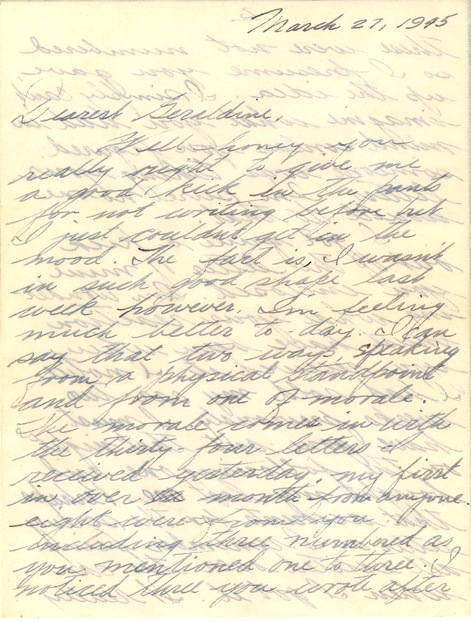 March 27, 1945
Dearest Geraldine,
Well honey you
really ought to give me
a good kick in the pants
for not writing before but
I just couldn't get in the
mood. The fact is, I wasn't
in such good shape last
week however, I'm feeling
much better to-day. I can
say that two ways, speaking
from a physical standpoint
and from one of morale.
The morale comes in with
the thirty-four letters I
received yesterday, my first
in over month from anyone.
eight were from you
including three numbered as
you mentioned one to three. I
noticed three you wrote after